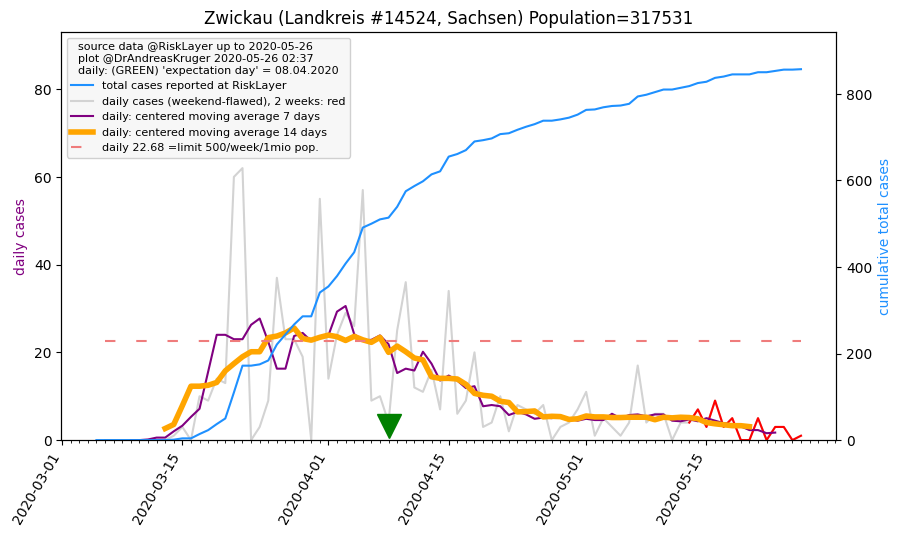 Zwickau (Landkreis #14524, Sachsen) Population=317531
source data @RiskLayer up to 2020-05-26
plot @DrAndreasKruger 2020-05-26 02:37
daily: (GREEN) 'expectation day' = 08.04.2020
total cases reported at RiskLayer
daily cases (weekend-flawed), 2 weeks: red
daily: centered moving average 7 days
daily: centered moving average 14 days
daily 22.68 =limit 500/week/1mio pop.
daily cases
80
60
40
20
0
cumulative total cases
800
600
400
200
0
2020-03-01
2020-03-15
2020-04-01
2020-04-15
2020-05-01
2020-05-15